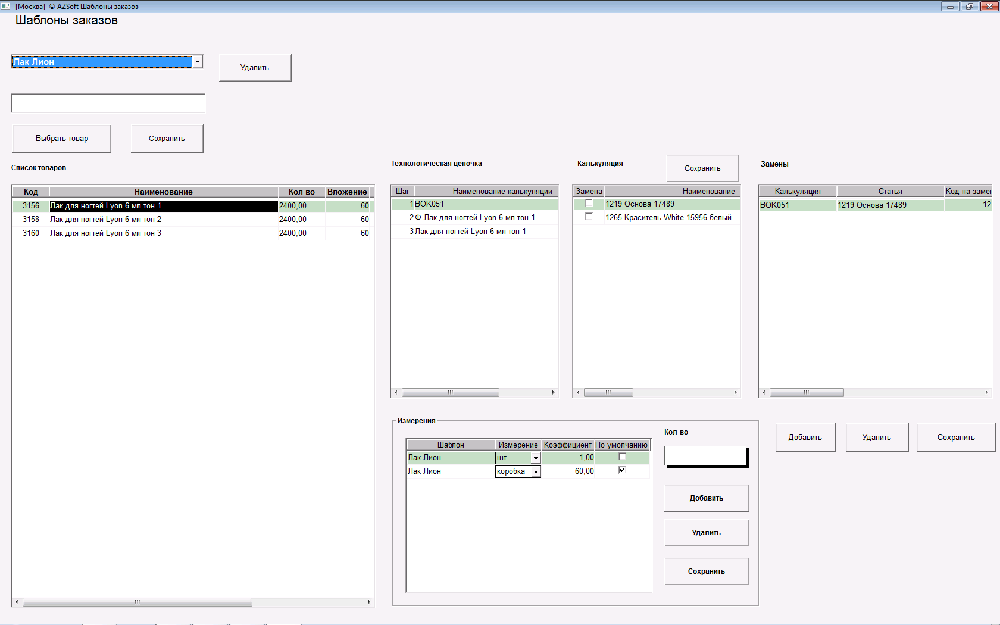 [Москва]  © AZSoft Шаблоны заказов
Шаблоны заказов
Лак Лион
Удалить
Выбрать товар
Сохранить
Список товаров
Код Наименование Кол-во Вложение
3156 Лак для ногтей Lyon 6 мл тон 1 2400,00 60
3158 Лак для ногтей Lyon 6 мл тон 2 2400,00 60
3160 Лак для ногтей Lyon 6 мл тон 3 2400,00 60
Технологическая цепочка
Шаг Наименование калькуляции
1 BOK051
2 Ф Лак для ногтей Lyon 6 мл тон 1
3 Лак для ногтей Lyon 6 мл тон 1
Калькуляция
Сохранить
Замена Наименование
1219 Основа 17489
1265 Краситель White 15956 белый
Замены
Калькуляция Статья Код на замен
BOK051 1219 Основа 17489 12
Измерения
Шаблон Измерение Коэффициент По умолчанию
Лак Лион шт. 1,00
Лак Лион коробка 60,00
Кол-во
Добавить
Удалить
Сохранить
Добавить
Удалить
Сохранить